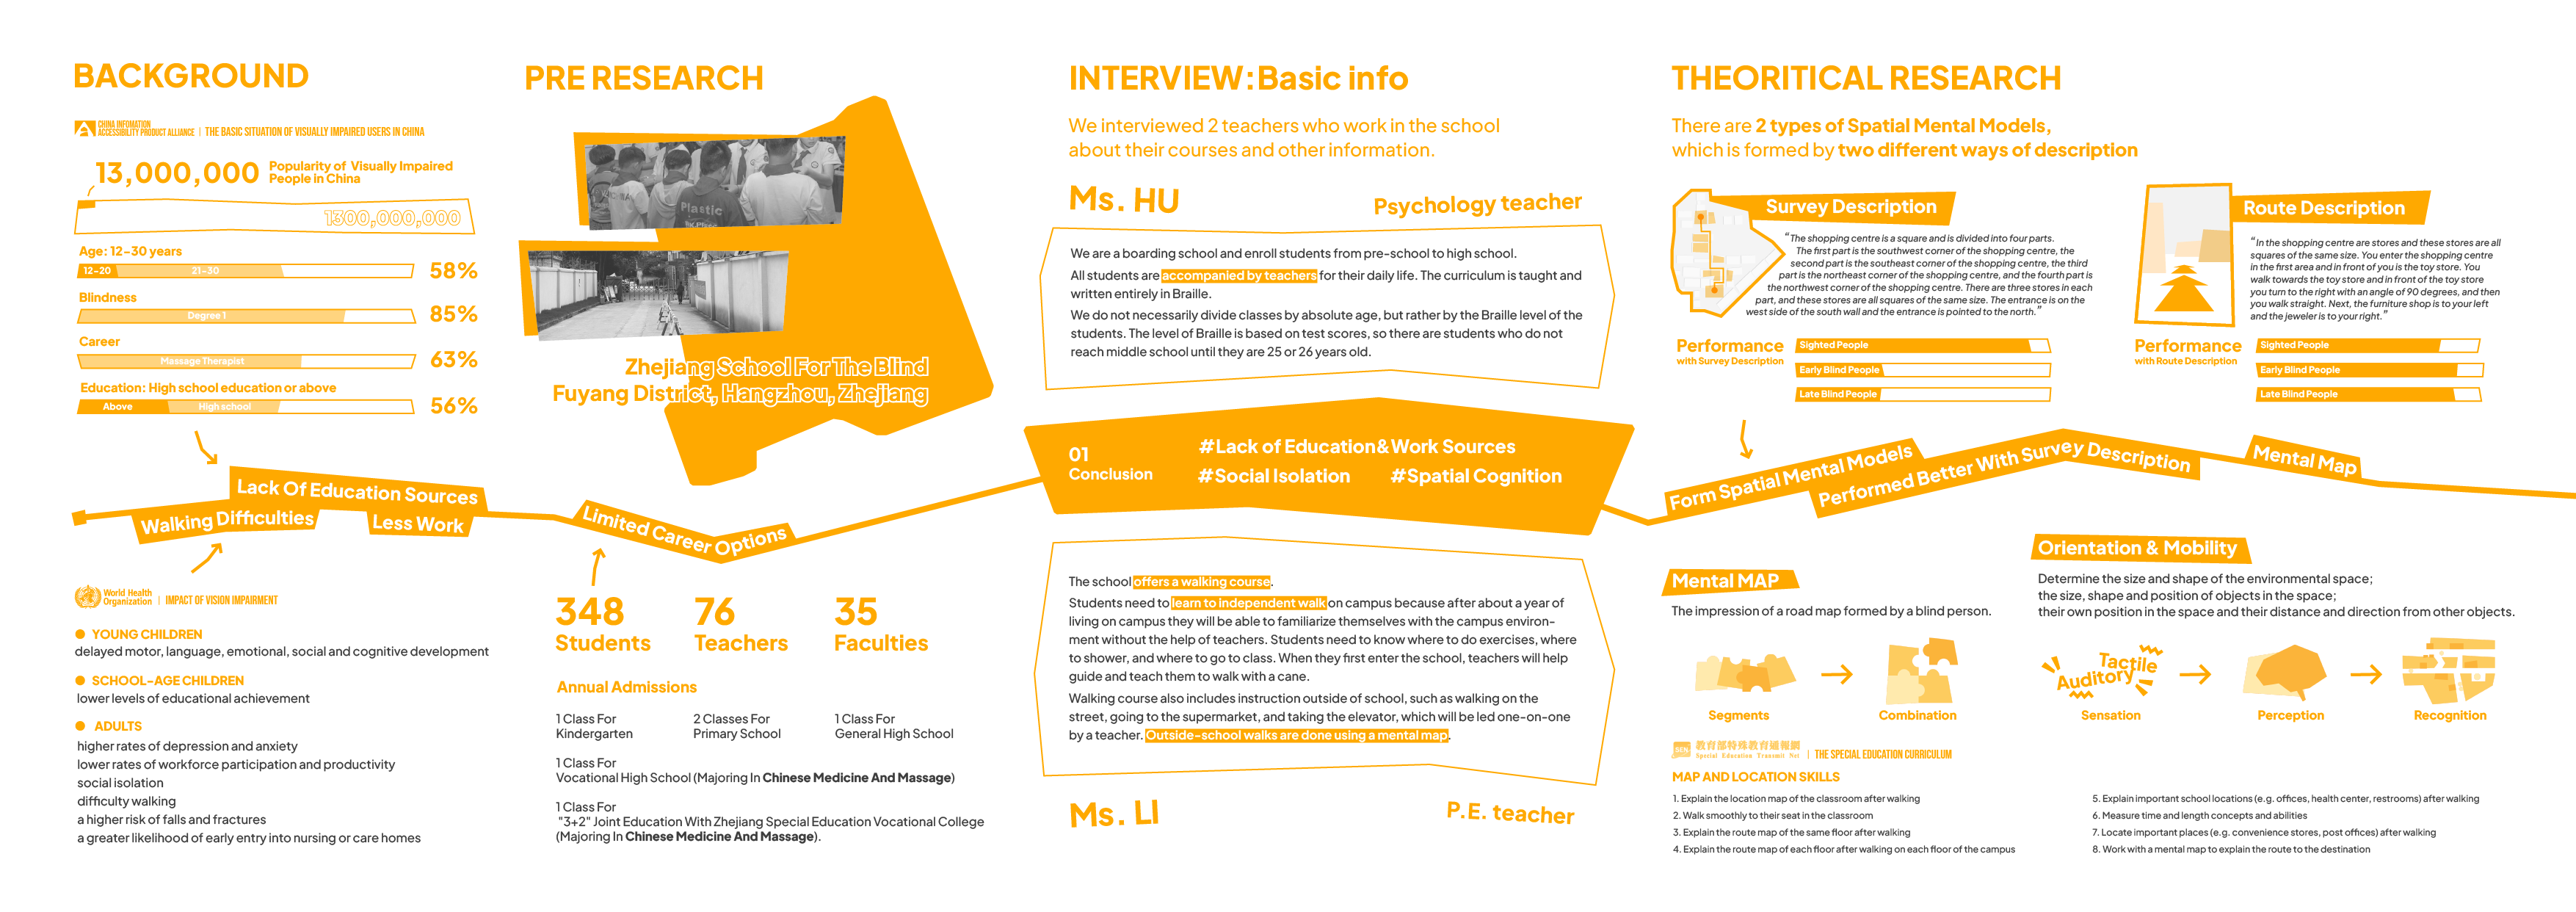 BACKGROUND
CHINA INFOMATION
ACCESSIBILITY PRODUCT ALLIANCE | THE BASIC SITUATION OF VISUALLY IMPAIRED USERS IN CHINA
13,000,000
Popularity of Visually Impaired
People in China
1300,000,000
Age: 12-30 years
12-20
21-30
58%
Blindness
Degree 1
85%
Career
Massage Therapist
63%
Education: High school education or above
Above
High school
56%
Lack Of Education Sources
Walking Difficulties
Less Work
World Health
Organization | IMPACT OF VISION IMPAIRMENT
YOUNG CHILDREN
delayed motor, language, emotional, social and cognitive development
SCHOOL-AGE CHILDREN
lower levels of educational achievement
ADULTS
higher rates of depression and anxiety
lower rates of workforce participation and productivity
social isolation
difficulty walking
a higher risk of falls and fractures
a greater likelihood of early entry into nursing or care homes
PRE RESEARCH
Plastic
Zhejiang School For The Blind
Fuyang District, Hangzhou, Zhejiang
Limited Career Options
348
Students
76
Teachers
35
Faculties
Annual Admissions
1 Class For
Kindergarten
2 Classes For
Primary School
1 Class For
General High School
1 Class For
Vocational High School (Majoring In Chinese Medicine And Massage)
1 Class For
"3+2" Joint Education With Zhejiang Special Education Vocational College
(Majoring In Chinese Medicine And Massage).
INTERVIEW:Basic info
We interviewed 2 teachers who work in the school
about their courses and other information.
Ms. HU
Psychology teacher
We are a boarding school and enroll students from pre-school to high school.
All students are accompanied by teachers for their daily life. The curriculum is taught and
written entirely in Braille.
We do not necessarily divide classes by absolute age, but rather by the Braille level of the
students. The level of Braille is based on test scores, so there are students who do not
reach middle school until they are 25 or 26 years old.
01
Conclusion
#Lack of Education&Work Sources
#Social Isolation
#Spatial Cognition
The school offers a walking course.
Students need to learn to independent walk on campus because after about a year of
living on campus they will be able to familiarize themselves with the campus environ-
ment without the help of teachers. Students need to know where to do exercises, where
to shower, and where to go to class. When they first enter the school, teachers will help
guide and teach them to walk with a cane.
Walking course also includes instruction outside of school, such as walking on the
street, going to the supermarket, and taking the elevator, which will be led one-on-one
by a teacher. Outside-school walks are done using a mental map.
Ms. LI
P.E. teacher
THEORITICAL RESEARCH
There are 2 types of Spatial Mental Models,
which is formed by two different ways of description
Survey Description
"The shopping centre is a square and is divided into four parts.
The first part is the southwest corner of the shopping centre, the
second part is the southeast corner of the shopping centre, the third
part is the northeast corner of the shopping centre, and the fourth part is
the northwest corner of the shopping centre. There are three stores in each
part, and these stores are all squares of the same size. The entrance is on the
west side of the south wall and the entrance is pointed to the north."
Performance
with Survey Description
Sighted People
Early Blind People
Late Blind People
Route Description
"In the shopping centre are stores and these stores are all
squares of the same size. You enter the shopping centre
in the first area and in front of you is the toy store. You
walk towards the toy store and in front of the toy store
you turn to the right with an angle of 90 degrees, and then
you walk straight. Next, the furniture shop is to your left
and the jeweler is to your right."
Performance
with Route Description
Sighted People
Early Blind People
Late Blind People
Form Spatial Mental Models
Performed Better With Survey Description
Mental Map
Mental MAP
The impression of a road map formed by a blind person.
Segments
Combination
Orientation & Mobility
Determine the size and shape of the environmental space;
the size, shape and position of objects in the space;
their own position in the space and their distance and direction from other objects.
Tactile
Auditory
Sensation
Perception
Recognition
教育部特殊教育通報網
Special Education Transmit Net | THE SPECIAL EDUCATION CURRICULUM
MAP AND LOCATION SKILLS
1. Explain the location map of the classroom after walking
2. Walk smoothly to their seat in the classroom
3. Explain the route map of the same floor after walking
4. Explain the route map of each floor after walking on each floor of the campus
5. Explain important school locations (e.g. offices, health center, restrooms) after walking
6. Measure time and length concepts and abilities
7. Locate important places (e.g. convenience stores, post offices) after walking
8. Work with a mental map to explain the route to the destination